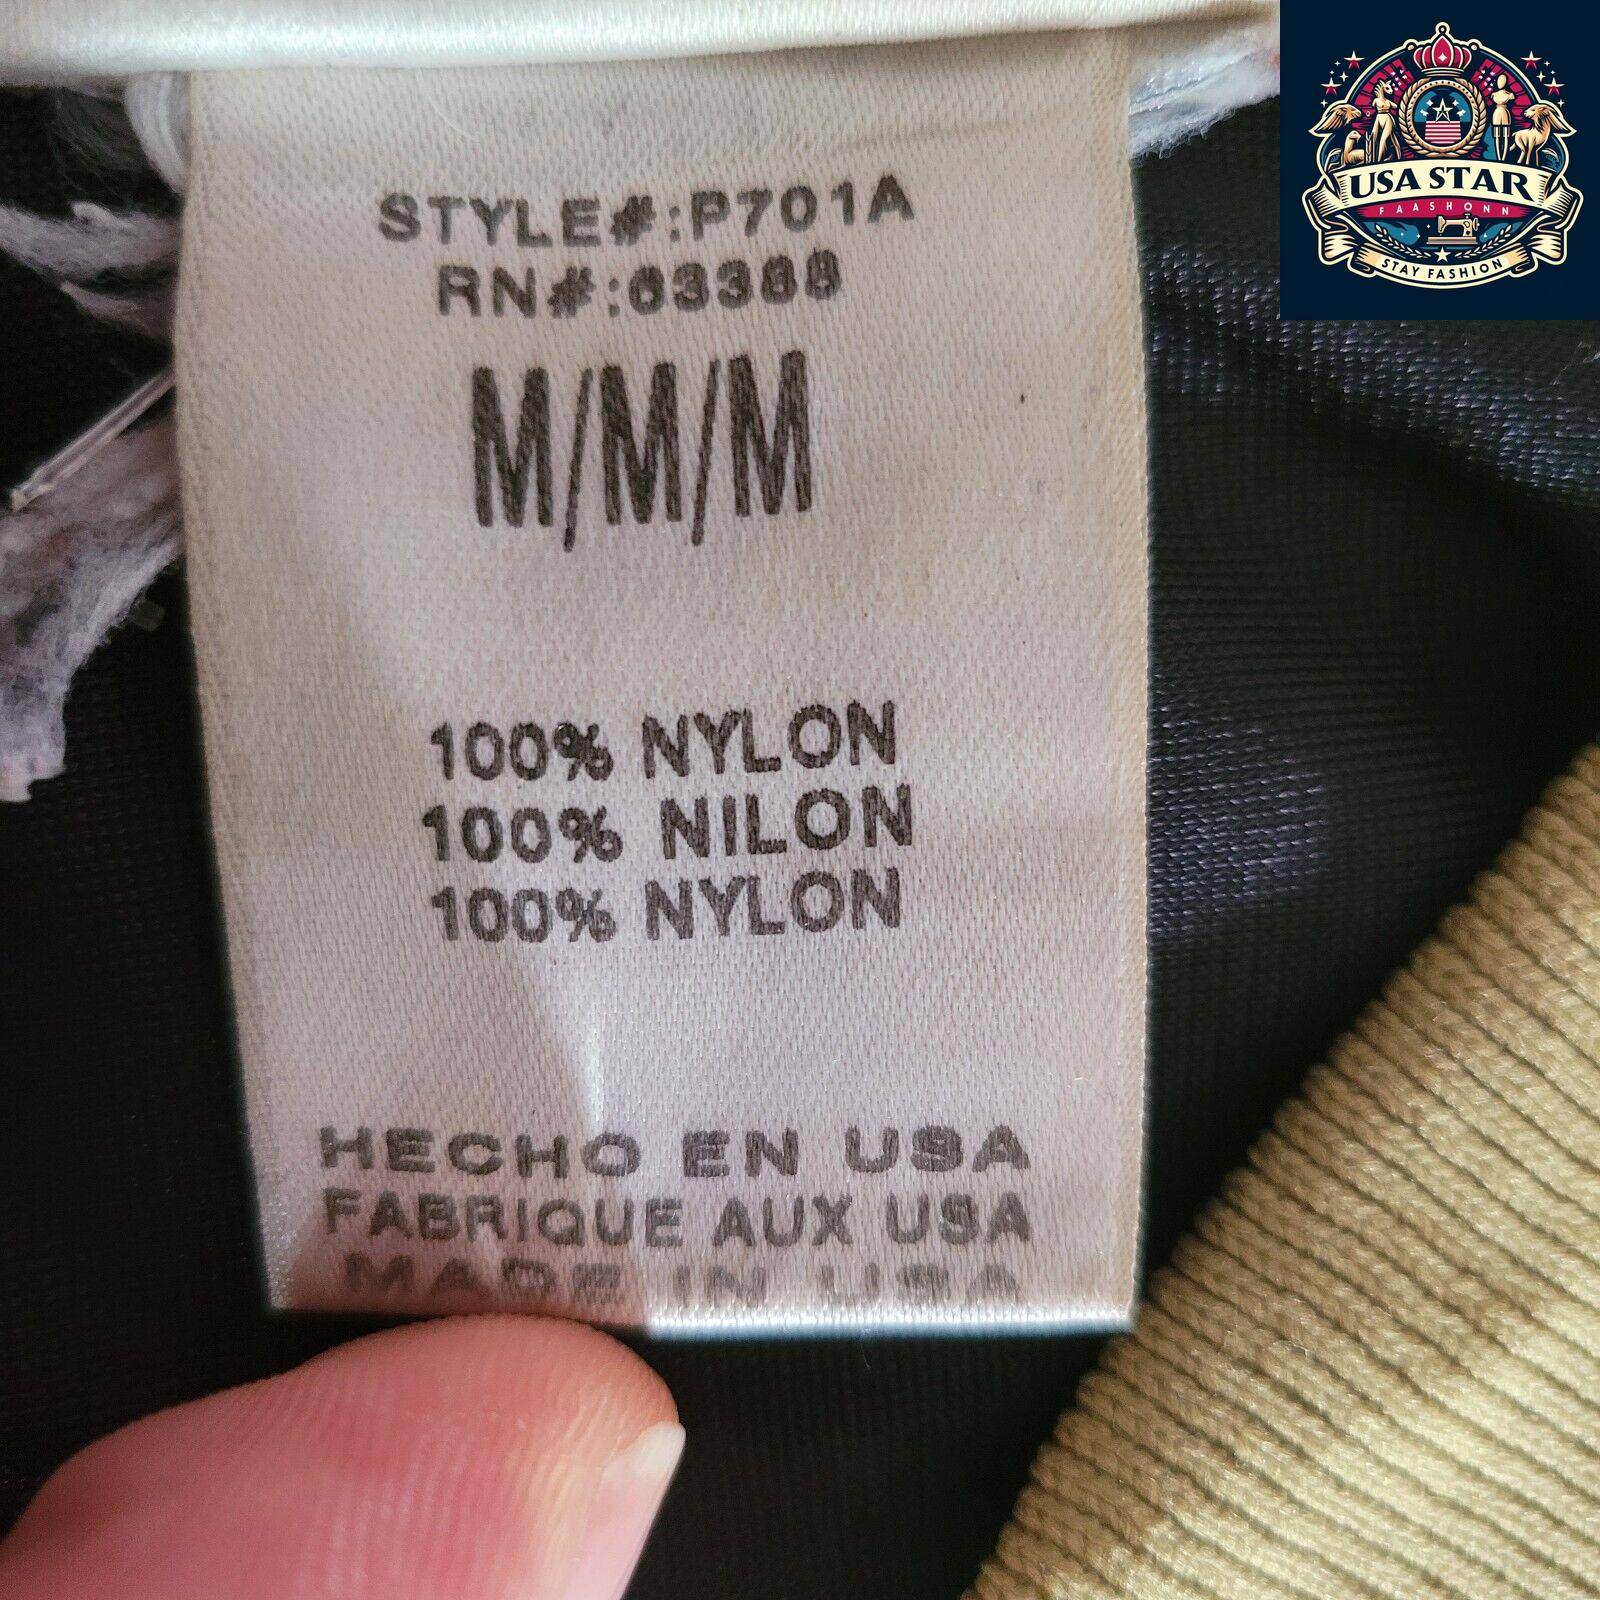 STYLE#:P701A
RN#:63388
M/M/M
100% NYLON
100% NILON
100% NYLON
HECHO EN USA
FABRIQUE AUX USA
MADE IN USA
USA STAR
FAASHONN
STAY FASHION